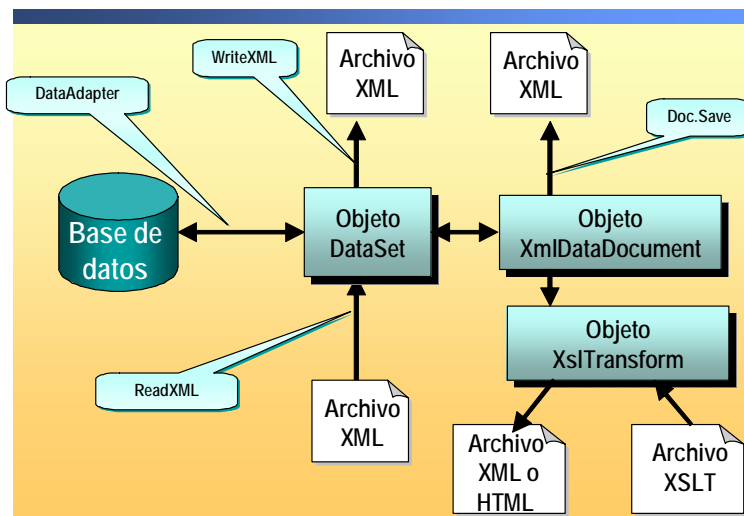 WriteXML
Archivo
XML
Archivo
XML
DataAdapter
Doc.Save
Base de
datos
Objeto
DataSet
Objeto
XmlDataDocument
Objeto
XslTransform
ReadXML
Archivo
XML
Archivo
XML o
HTML
Archivo
XSLT